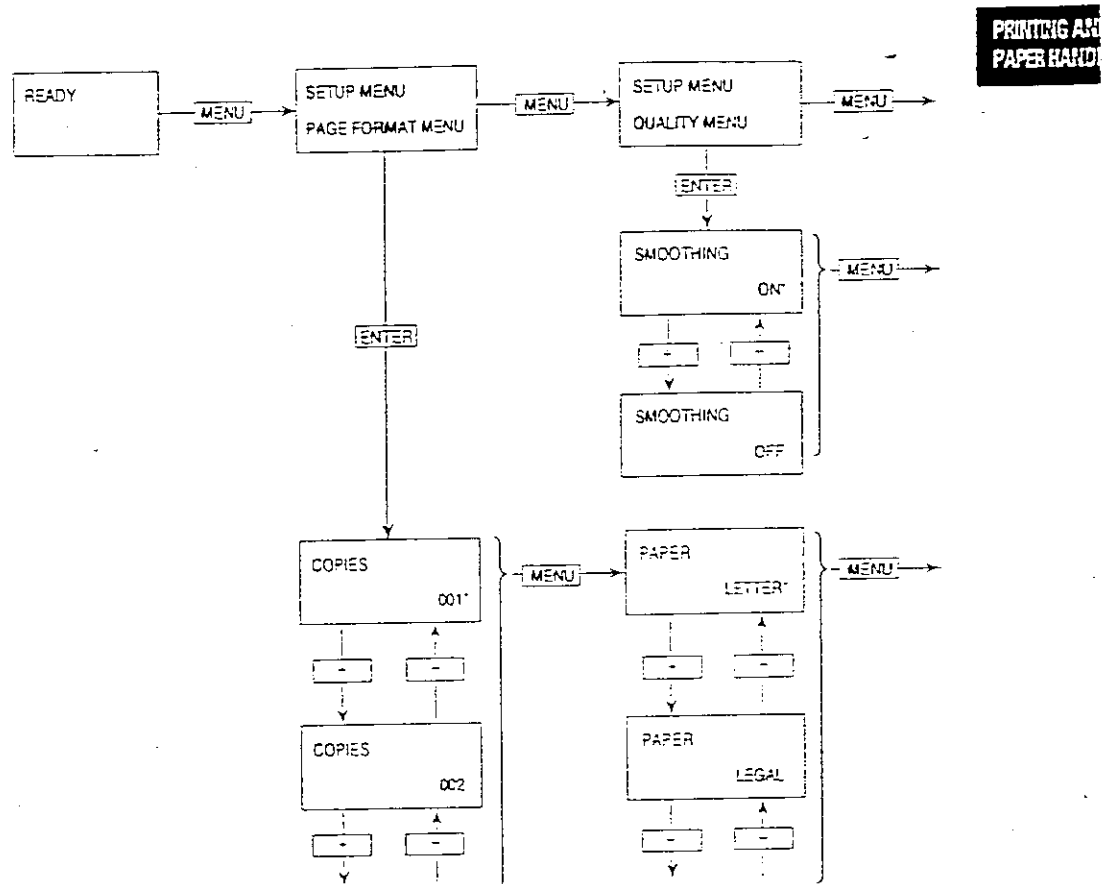 PRINTING AN
PAPER HANDI
READY
MENU
SETUP MENU
PAGE FORMAT MENU
MENU
SETUP MENU
QUALITY MENU
MENU
ENTER
SMOOTHING
ON*
MENU
+
-
SMOOTHING
OFF
ENTER
COPIES
001*
MENU
PAPER
LETTER*
MENU
+
-
+
-
COPIES
002
PAPER
LEGAL
+
-
+
-